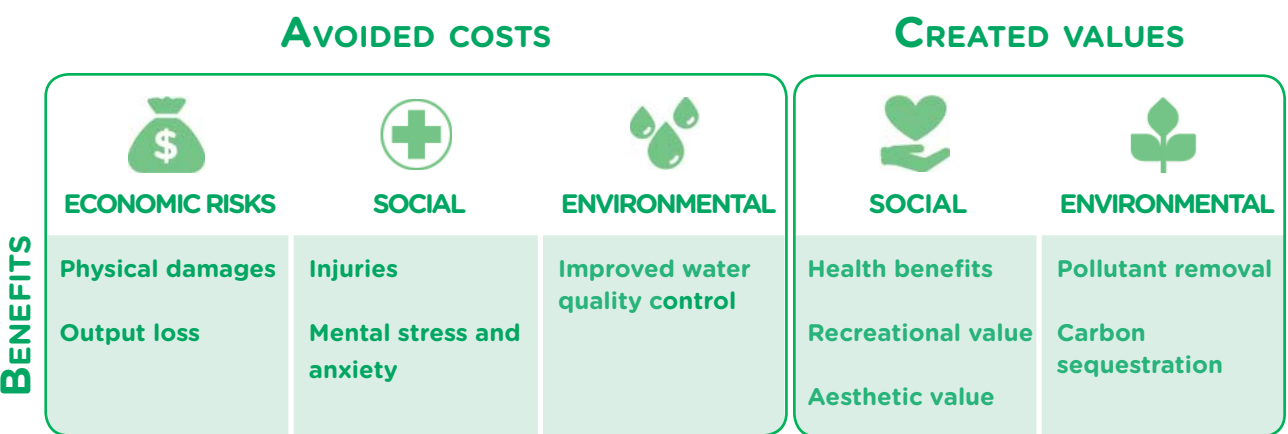 AVOIDED COSTS
CREATED VALUES
$
ECONOMIC RISKS
SOCIAL
ENVIRONMENTAL
SOCIAL
ENVIRONMENTAL
BENEFITS
Physical damages
Output loss
Injuries
Mental stress and
anxiety
Improved water
quality control
Health benefits
Recreational value
Aesthetic value
Pollutant removal
Carbon
sequestration